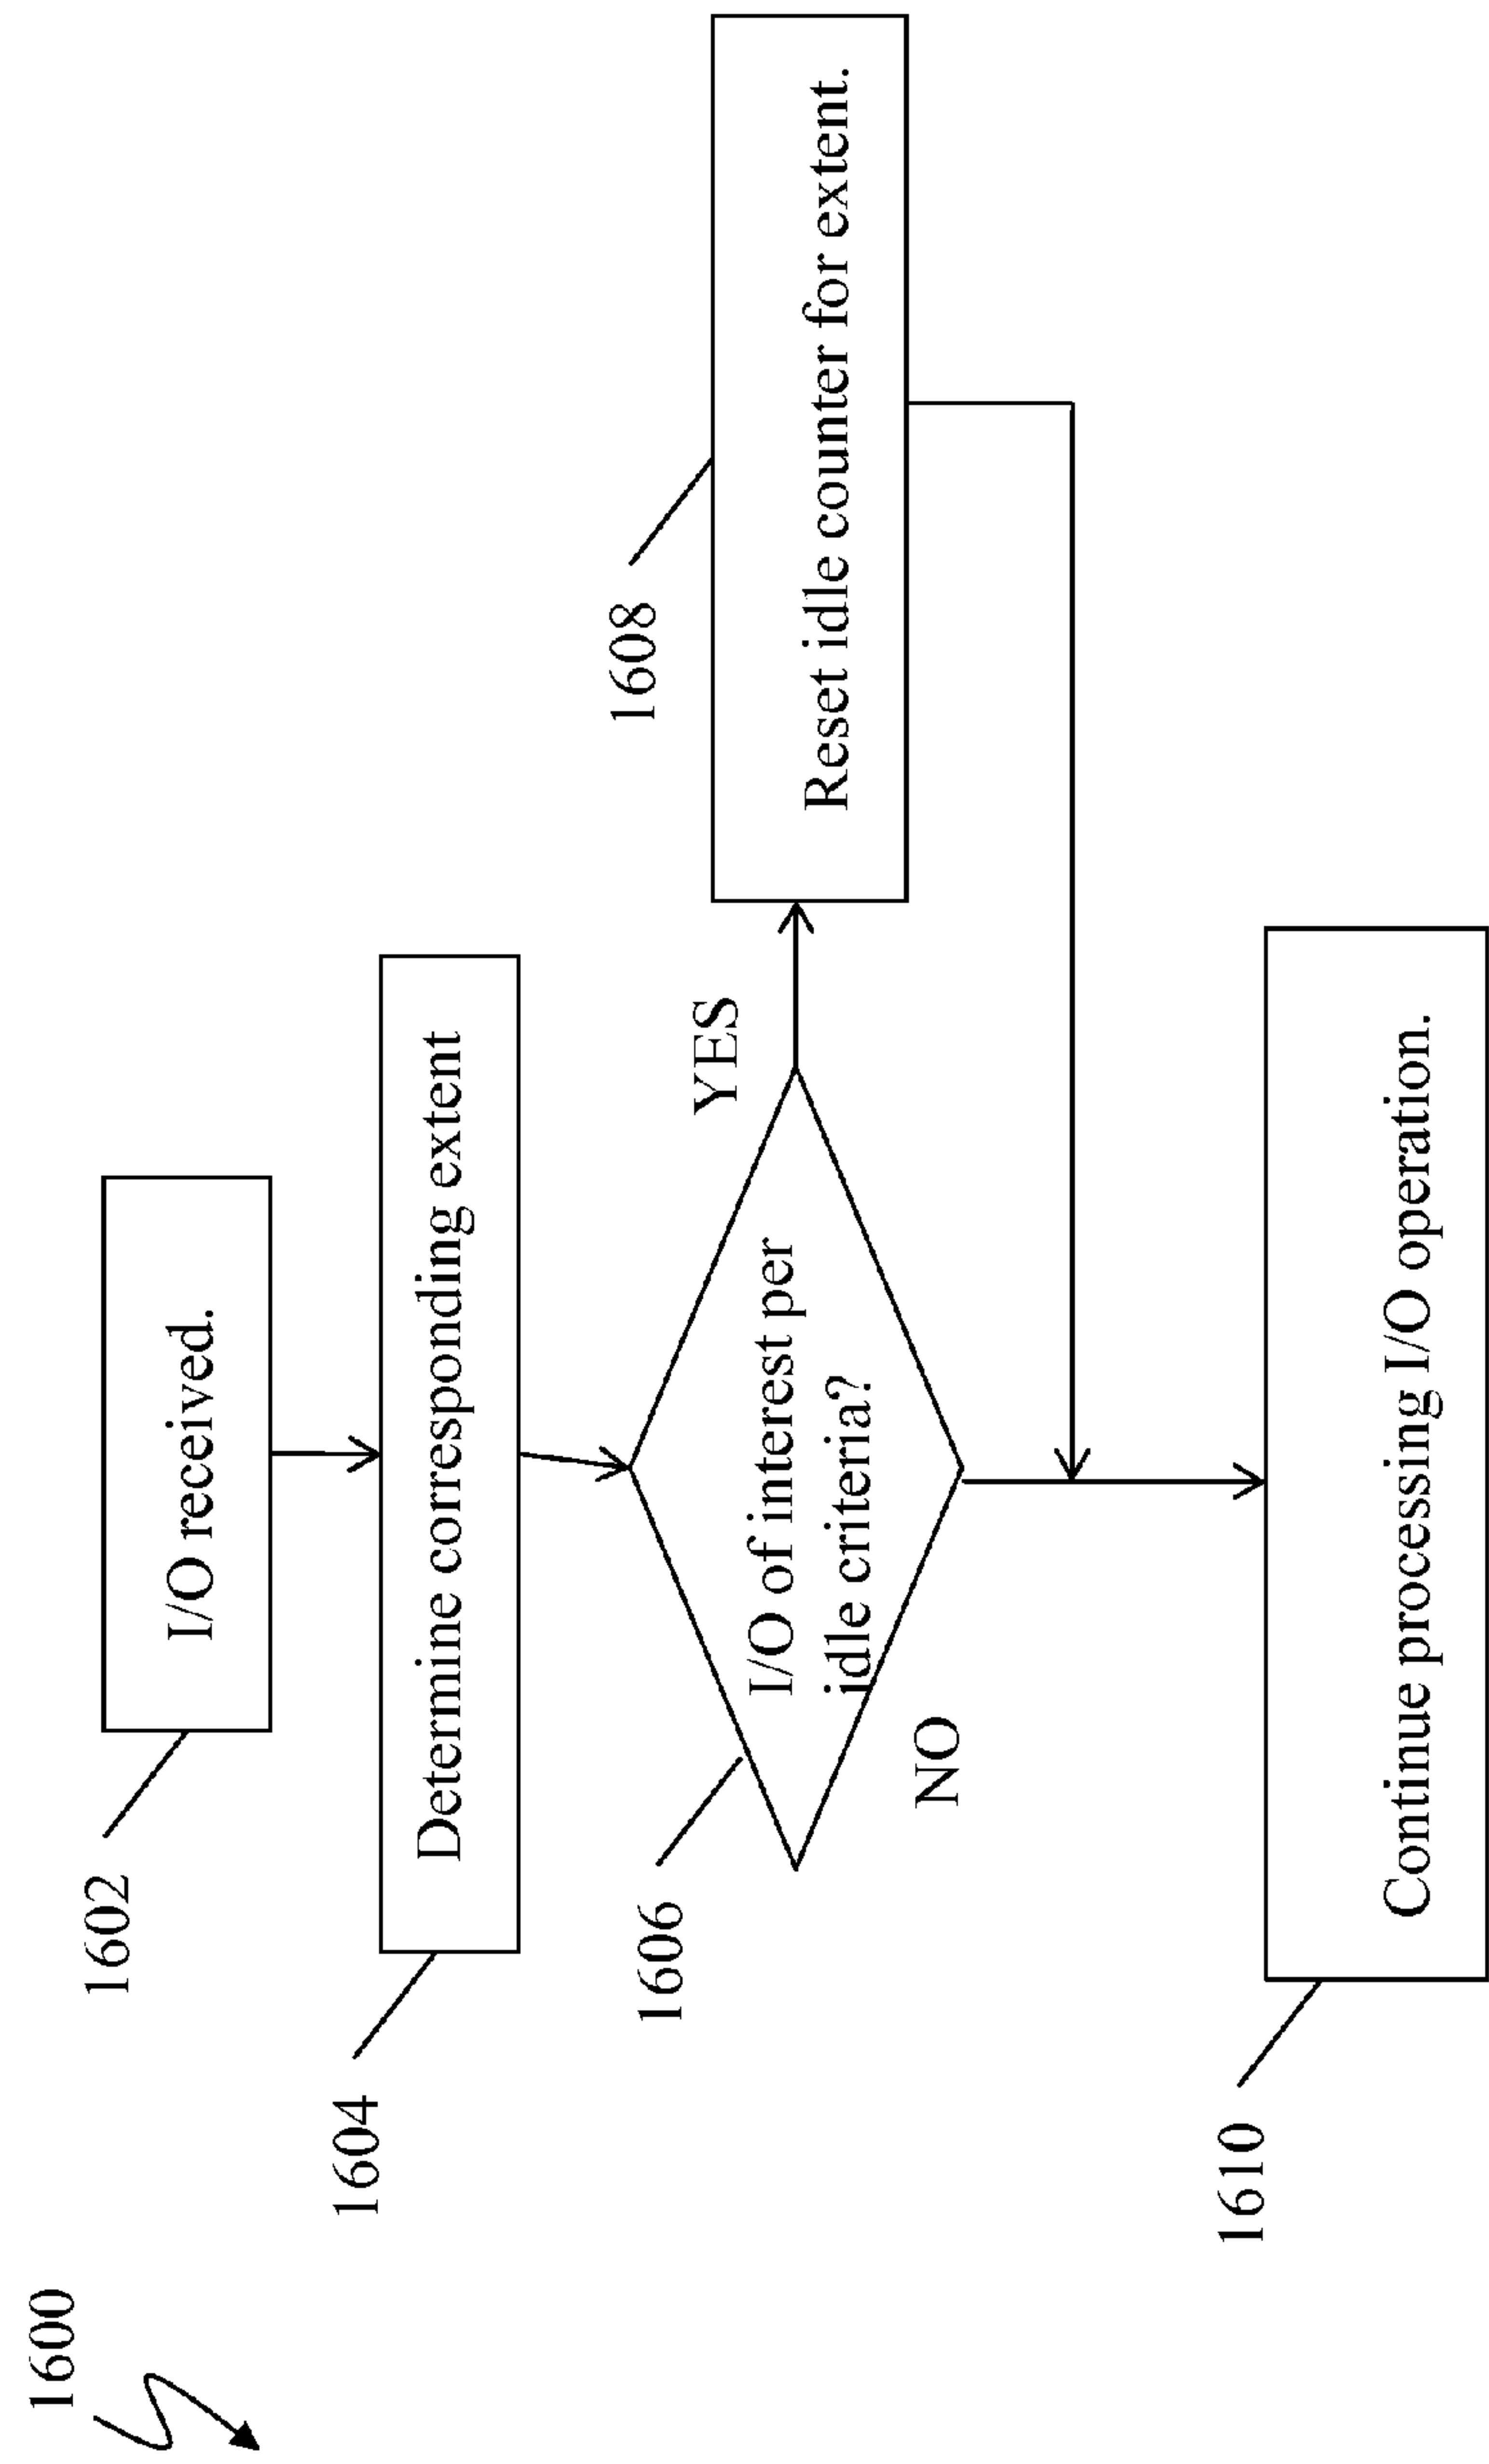 1600
1602
I/O received.
1604
Determine corresponding extent
1606
I/O of interest per
idle criteria?
YES
NO
1608
Reset idle counter for extent.
1610
Continue processing I/O operation.